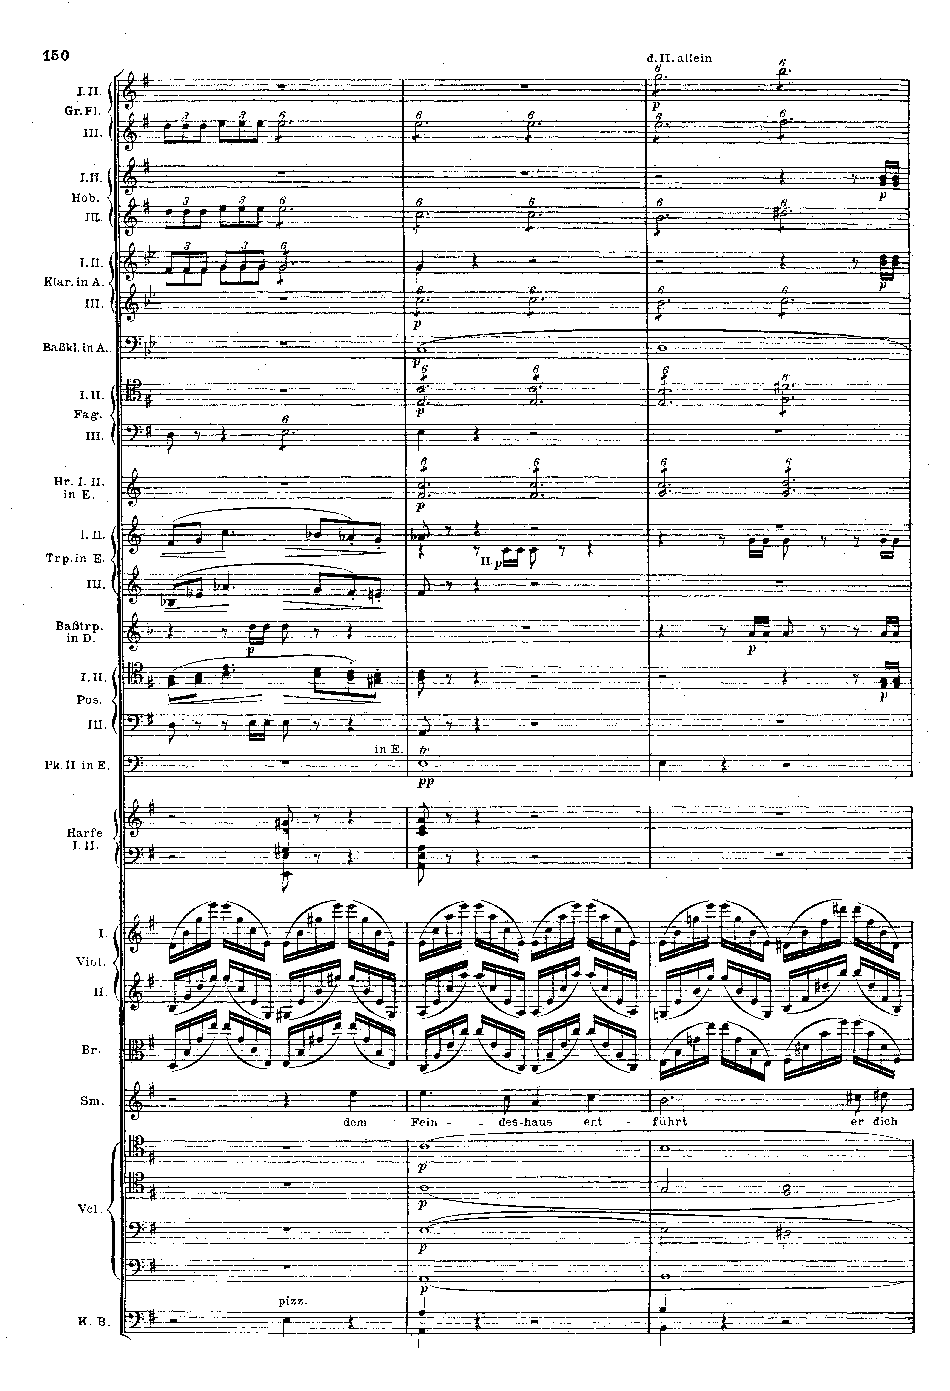 150
d. II. allein
I. II.
Gr. Fl.
III.
I. II.
Hob.
III.
I. II.
Klar. in A.
III.
Baßkl. in A.
I. II.
Fag.
III.
Hr. I. II.
in E.
I. II.
Trp. in E.
III.
II. p
Baßtrp.
in D.
I. II.
Pos.
III.
in E.
Pk. II in E.
tr
pp
Harfe
I. II.
I.
Viol.
II.
Br.
Sm.
dem Fein - - des-haus ent - führt er dich
Vcl.
pizz.
K. B.